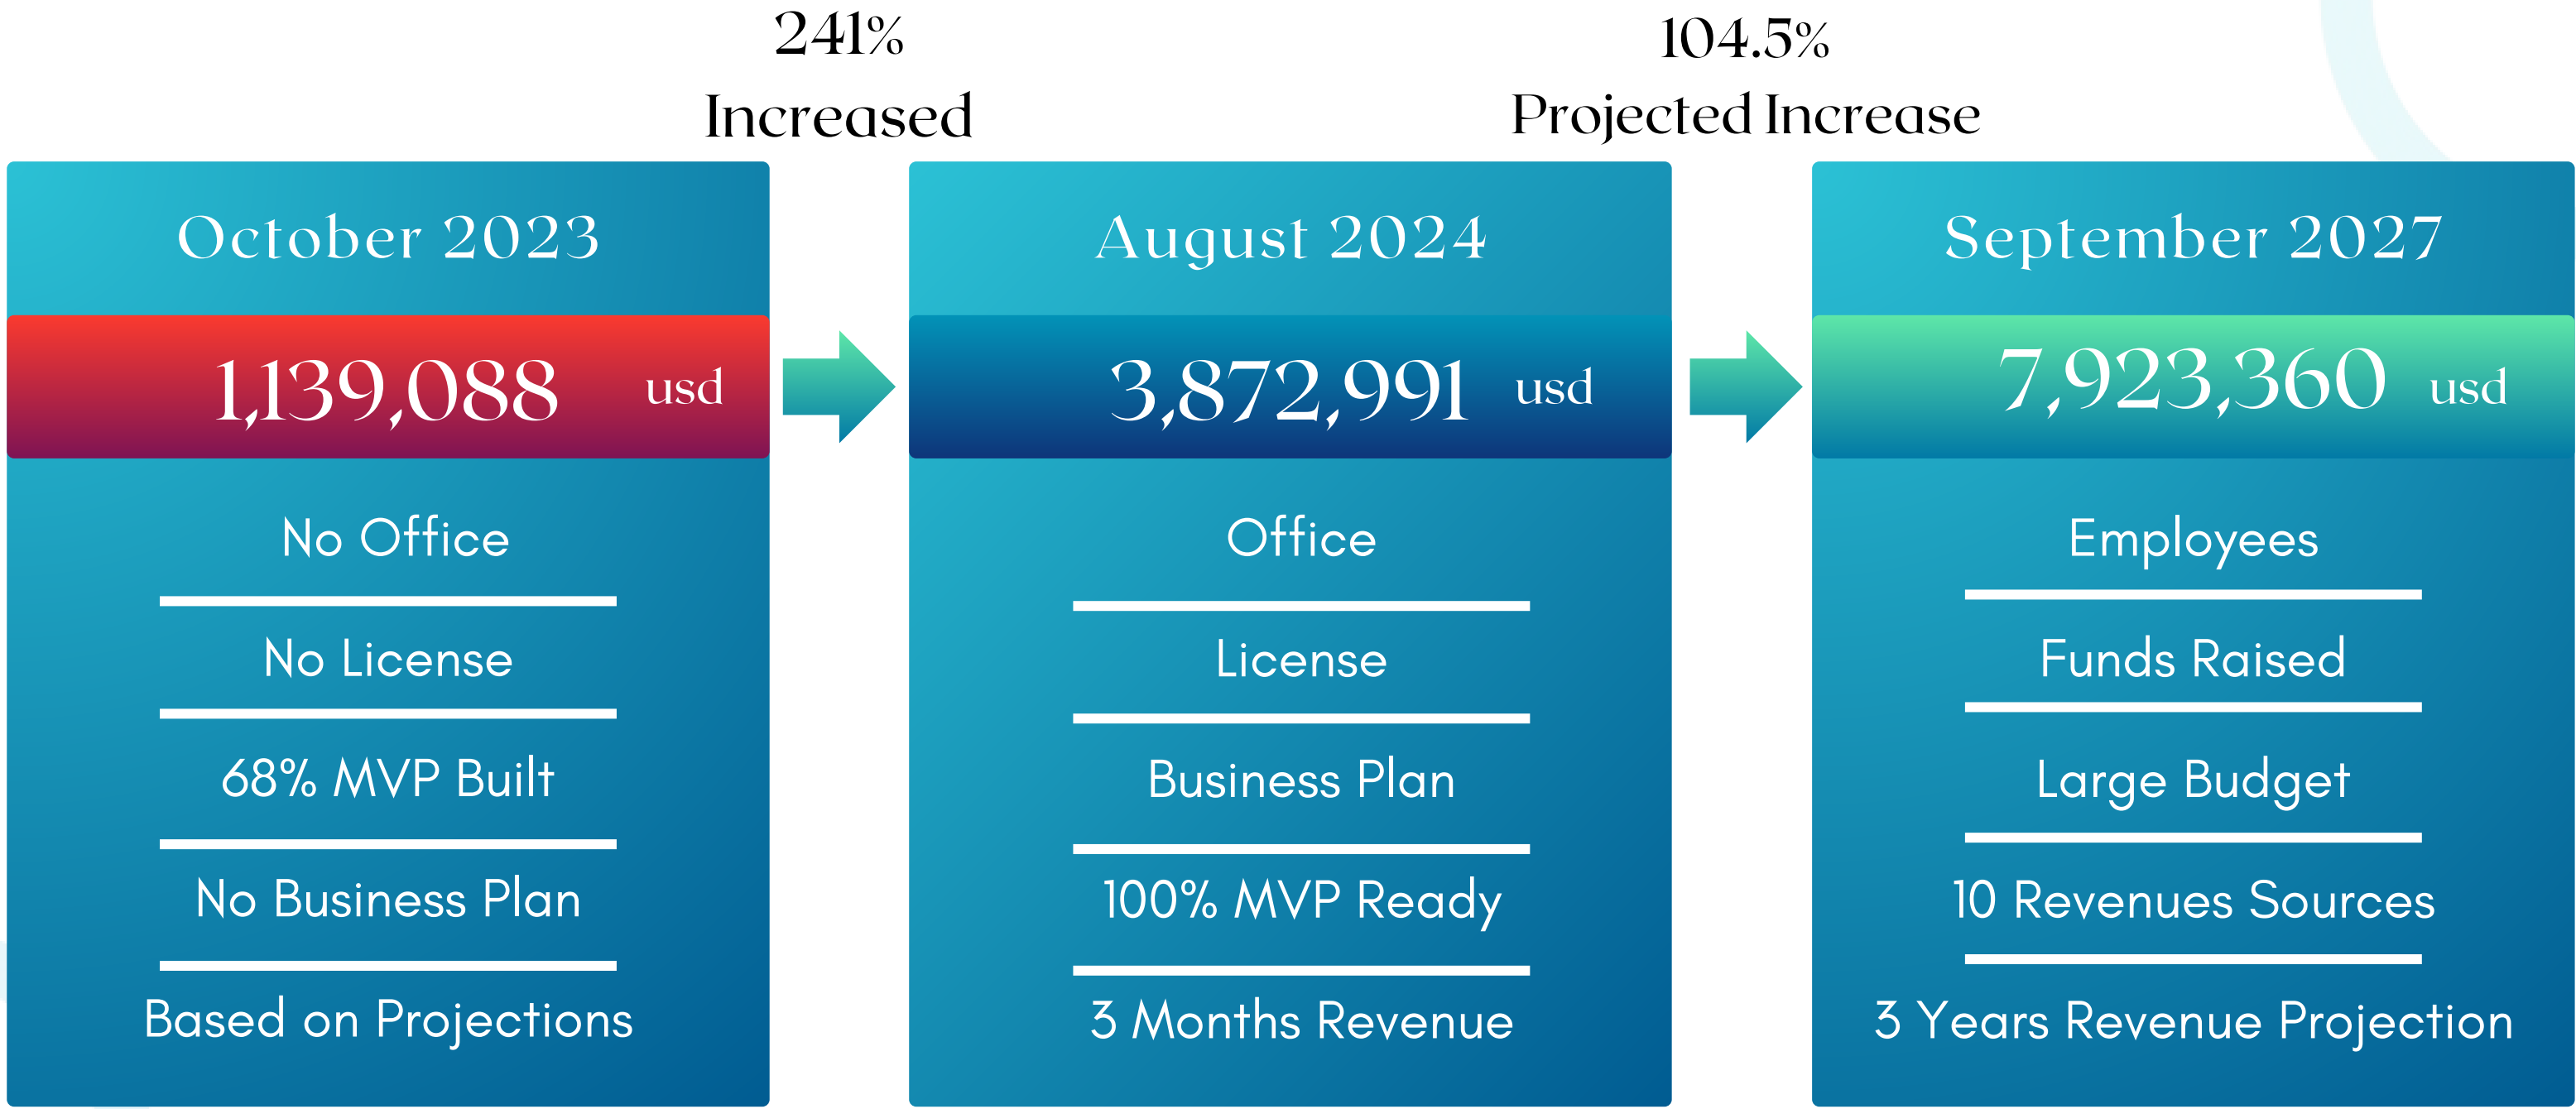 241%
Increased
104.5%
Projected Increase
October 2023
1,139,088 usd
No Office
No License
68% MVP Built
No Business Plan
Based on Projections
August 2024
3,872,991 usd
Office
License
Business Plan
100% MVP Ready
3 Months Revenue
September 2027
7,923,360 usd
Employees
Funds Raised
Large Budget
10 Revenues Sources
3 Years Revenue Projection